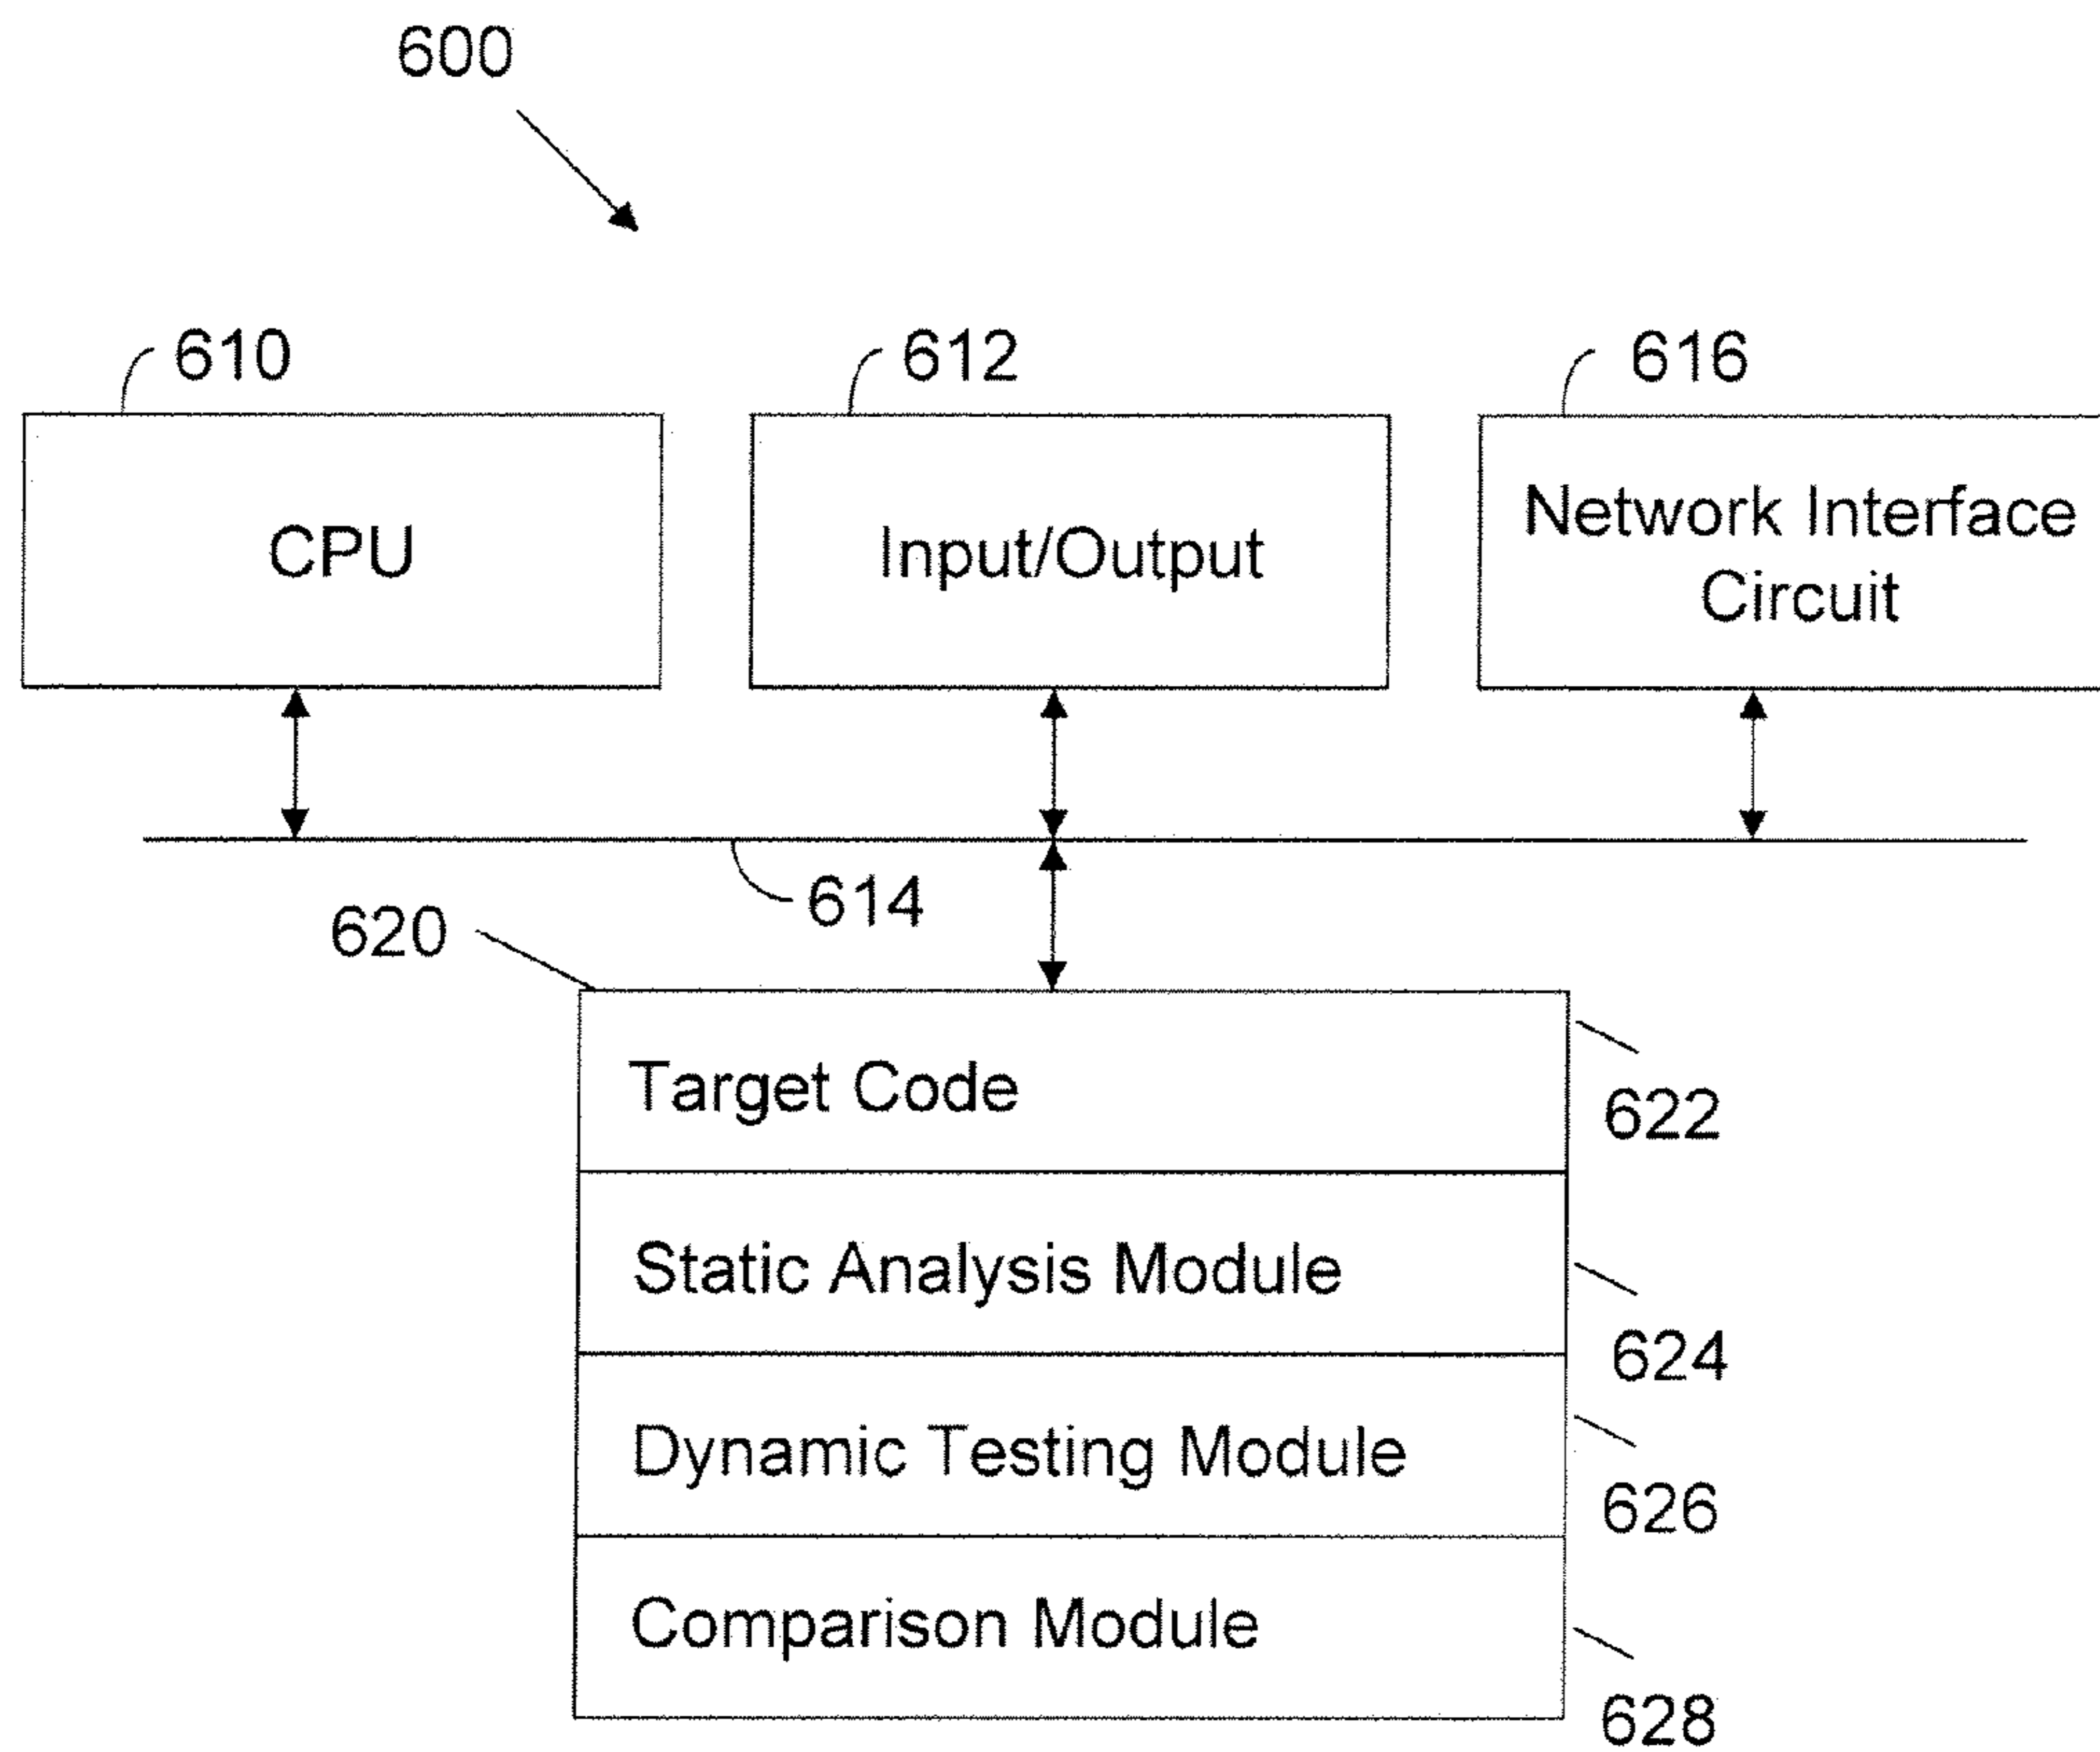 600
610
612
616
CPU
Input/Output
Network Interface
Circuit
614
620
Target Code
622
Static Analysis Module
624
Dynamic Testing Module
626
Comparison Module
628